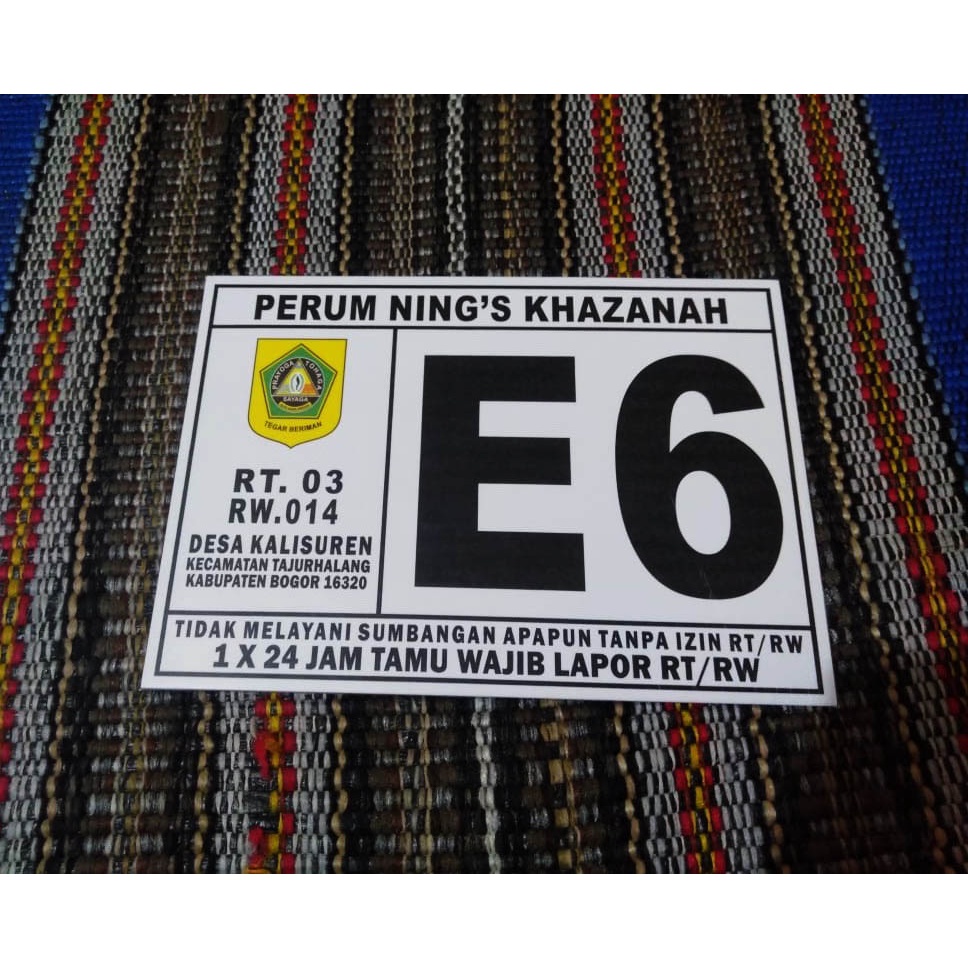 PERUM NING'S KHAZANAH
PRAYOGA TOHAGA
SAYAGA
TEGAR BERIMAN
RT. 03
RW.014
DESA KALISUREN
KECAMATAN TAJURHALANG
KABUPATEN BOGOR 16320
E6
TIDAK MELAYANI SUMBANGAN APAPUN TANPA IZIN RT/RW
1 X 24 JAM TAMU WAJIB LAPOR RT/RW